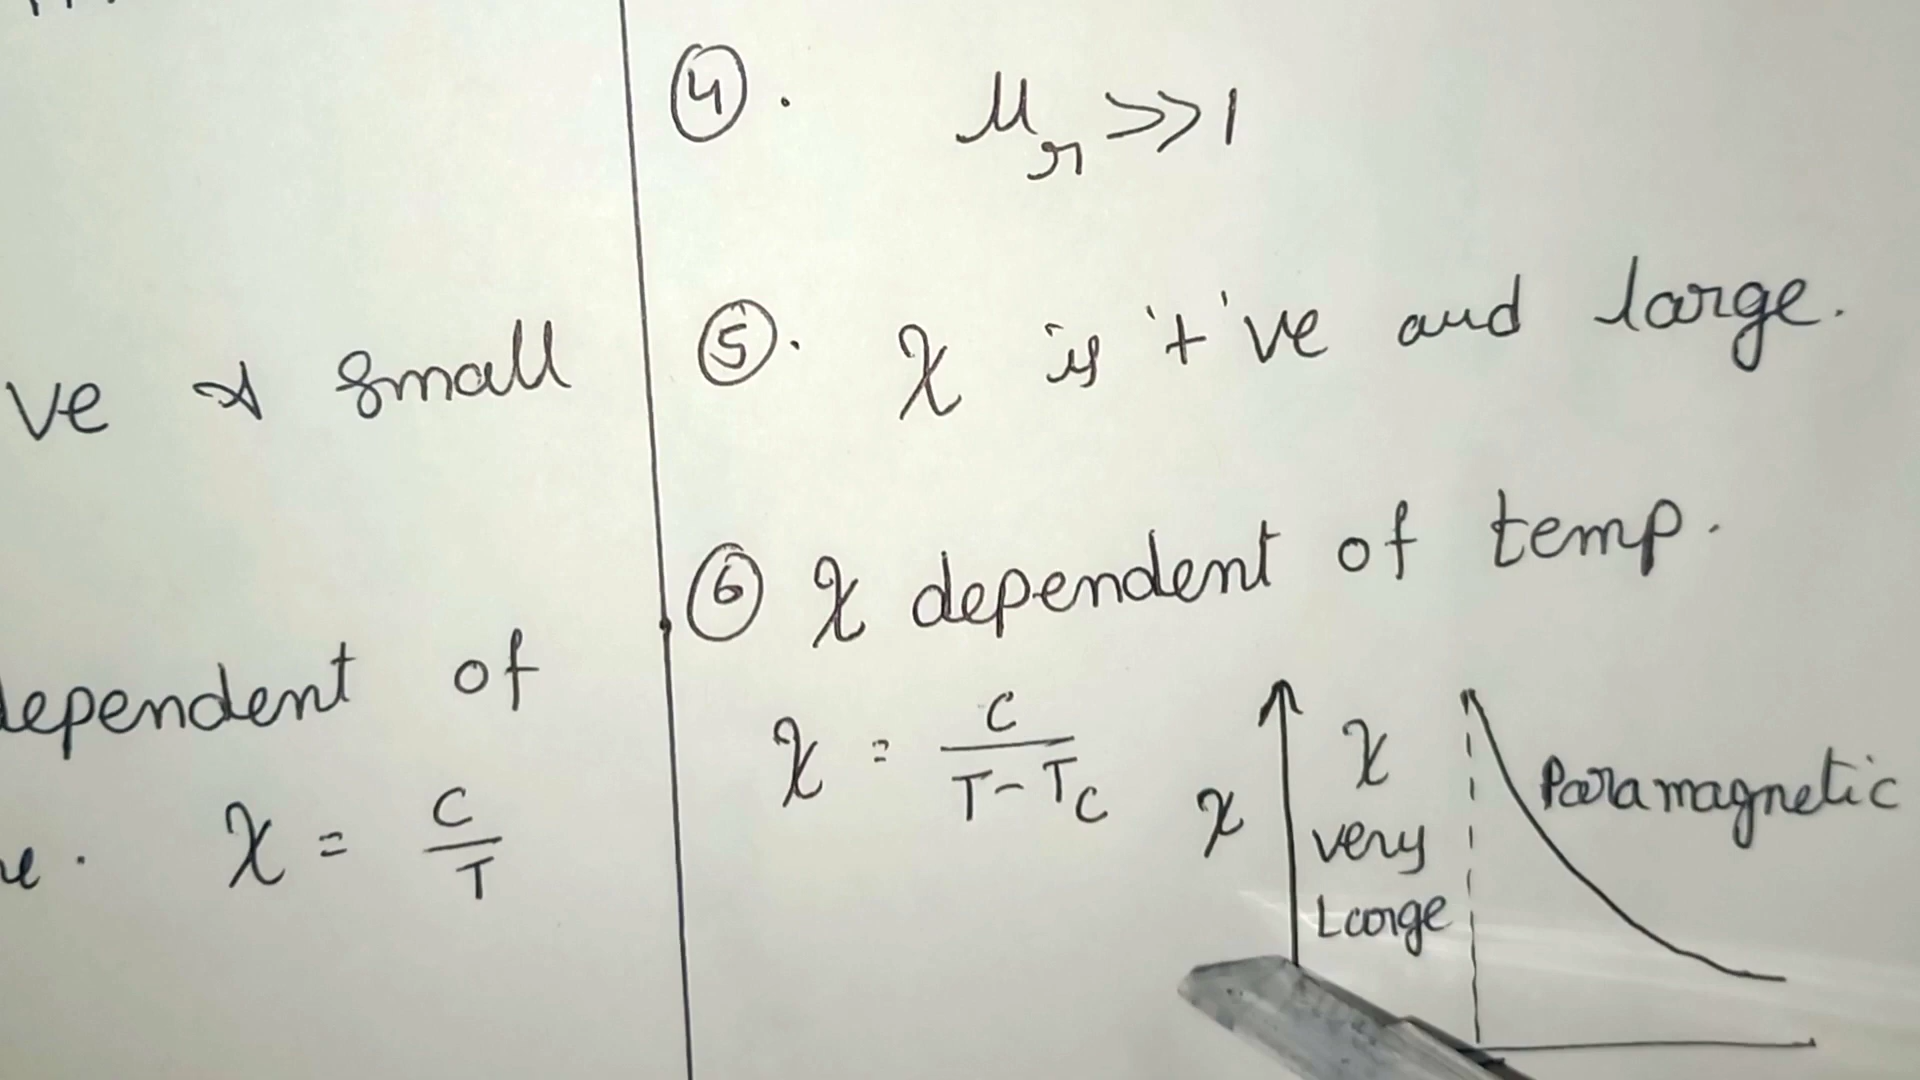 ve & small
dependent of
χ = C/T
④. μr >> 1
⑤. χ is '+'ve and large.
⑥ χ dependent of temp.
χ = C/(T - TC)
χ
χ
very
Large
Paramagnetic